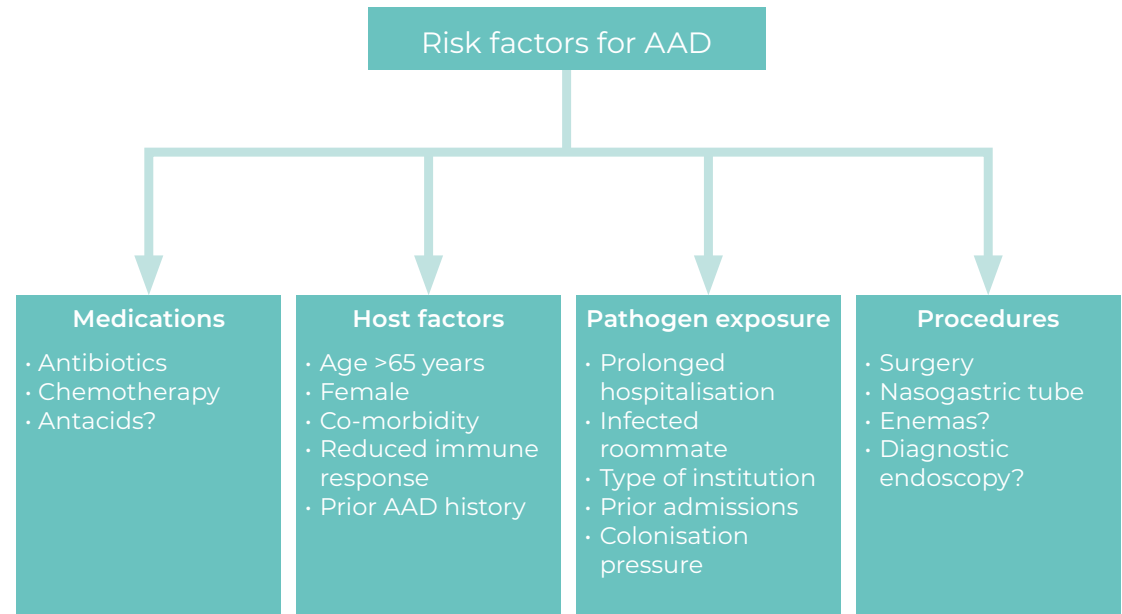 Risk factors for AAD
Medications
· Antibiotics
· Chemotherapy
· Antacids?
Host factors
· Age >65 years
· Female
· Co-morbidity
· Reduced immune
response
· Prior AAD history
Pathogen exposure
· Prolonged
hospitalisation
· Infected
roommate
· Type of institution
· Prior admissions
· Colonisation
pressure
Procedures
· Surgery
· Nasogastric tube
· Enemas?
· Diagnostic
endoscopy?